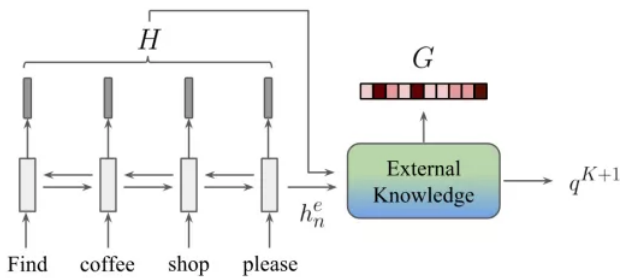 H
G
External
Knowledge
q^{K+1}
h_n^e
Find coffee shop please